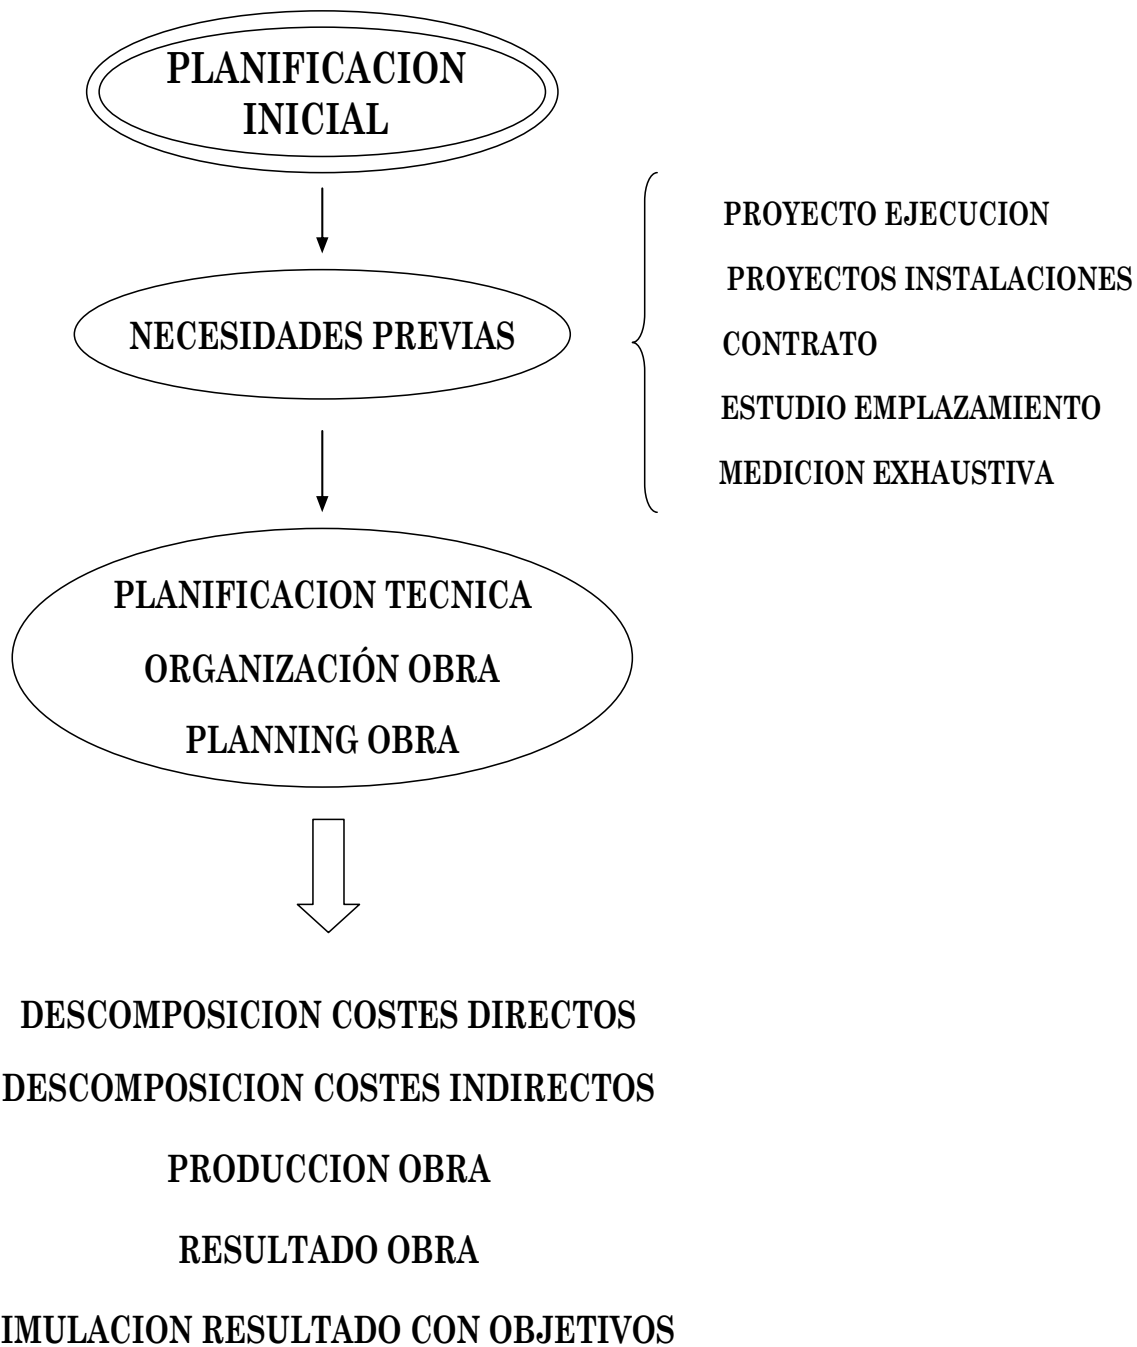 PLANIFICACION
INICIAL
NECESIDADES PREVIAS
PROYECTO EJECUCION
PROYECTOS INSTALACIONES
CONTRATO
ESTUDIO EMPLAZAMIENTO
MEDICION EXHAUSTIVA
PLANIFICACION TECNICA
ORGANIZACIÓN OBRA
PLANNING OBRA
DESCOMPOSICION COSTES DIRECTOS
DESCOMPOSICION COSTES INDIRECTOS
PRODUCCION OBRA
RESULTADO OBRA
IMULACION RESULTADO CON OBJETIVOS